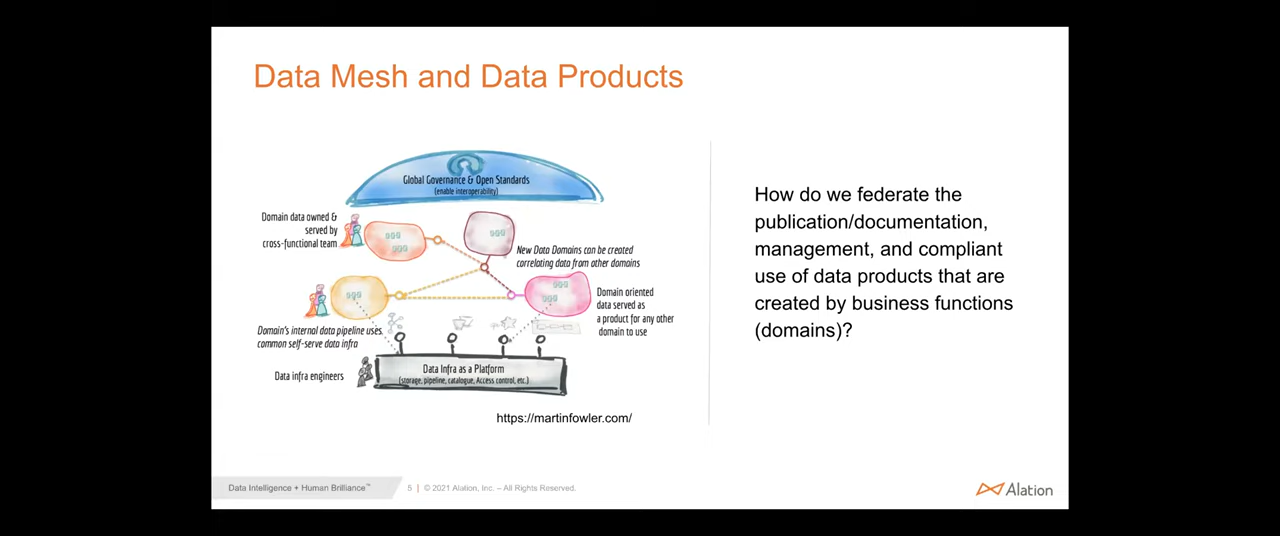 Data Mesh and Data Products
Global Governance & Open Standards
(enable interoperability)
Domain data owned &
served by
cross-functional team
New Data Domains can be created
correlating data from other domains
Domain oriented
data served as
a product for any other
domain to use
Domain's internal data pipeline uses
common self-serve data infra
Data infra engineers
Data Infra as a Platform
(storage, pipeline, catalogue, Access control, etc.)
https://martinfowler.com/
How do we federate the
publication/documentation,
management, and compliant
use of data products that are
created by business functions
(domains)?
Data Intelligence + Human Brilliance™
5 | © 2021 Alation, Inc. – All Rights Reserved.
Alation